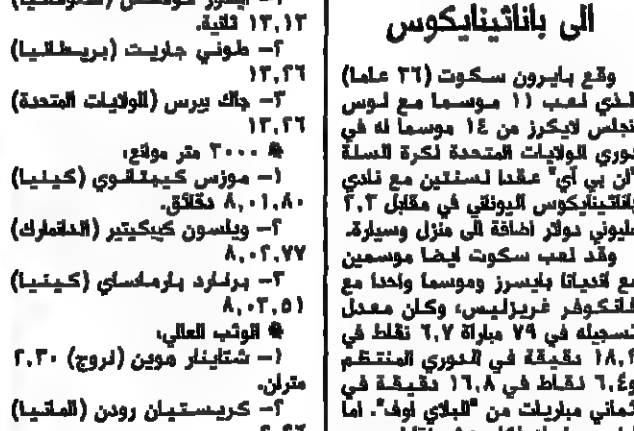 الى باناثينايكوس
وقع بايرون سكوت (٣٦ عاما)
الذي لعب ١١ موسما مع لوس
انجلس لايكرز من ١٤ موسما له في
دوري الولايات المتحدة لكرة السلة
"ان بي آي" عقدا لسنتين مع نادي
باناثينايكوس اليوناني في مقابل ٢,٣
مليوني دولار اضافة الى منزل وسيارة.
وقد لعب سكوت ايضا موسمين
مع انديانا بايسرز وموسما واحدا مع
فانكوفر غريزليس، وكان معدل
تسجيله في ٧٩ مباراة ٦,٧ نقاط في
١٨,٢ دقيقة في الدوري المنتظم
و٦,٤ نقاط في ١٦,٨ دقيقة في
ثماني مباريات من "البلاي اوف". اما
١٣,١٣ ثانية.
٢- طوني جاريت (بريطانيا)
١٣,٢٦
٣- جاك بيرس (الولايات المتحدة)
١٣,٢٦
٣٠٠٠ متر موانع:
١- موزس كيبتانوي (كينيا)
٨,٠١,٨٠ دقائق.
٢- ويلسون كيبكيتير (الدانمارك)
٨,٠٢,٧٧
٣- برنارد بارماساي (كينيا)
٨,٠٣,٥١
الوثب العالي:
١- شتاينار هوين (نروج) ٢,٣٠
متران.
٢- كريستيان رودن (المانيا)